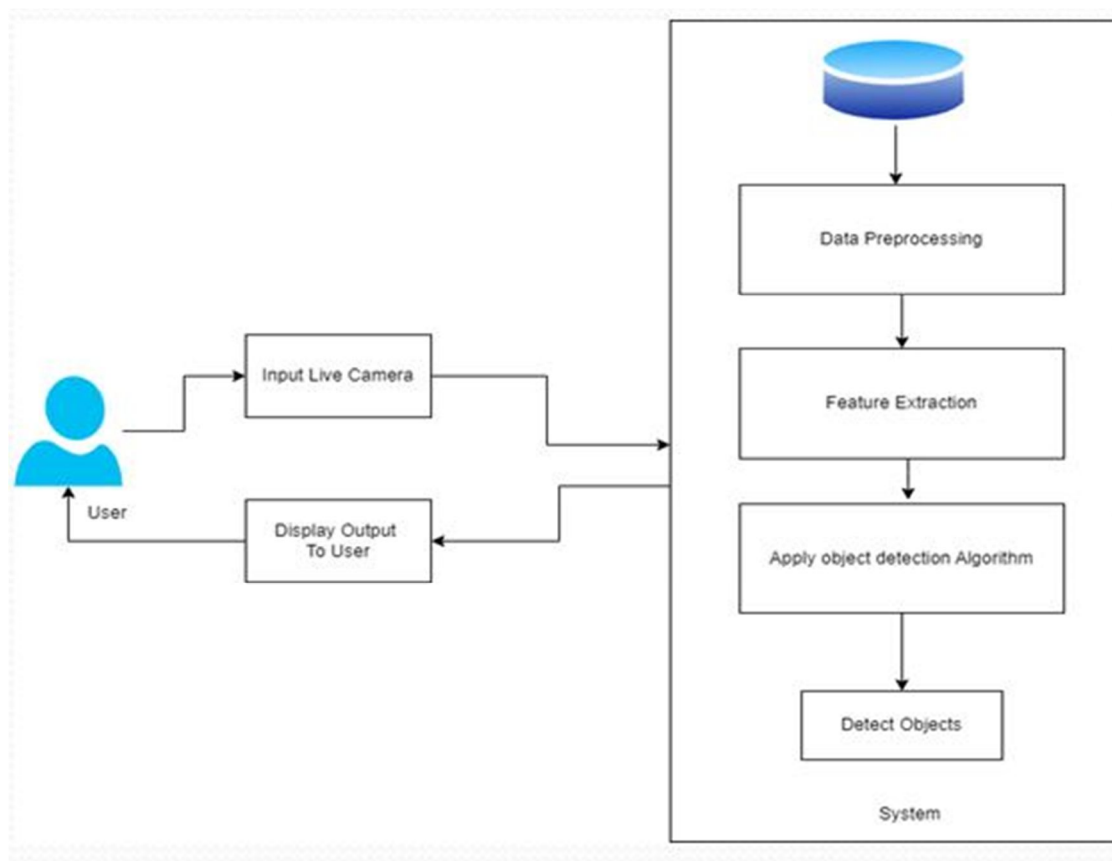 Data Preprocessing
Input Live Camera
Feature Extraction
User
Display Output
To User
Apply object detection Algorithm
Detect Objects
System